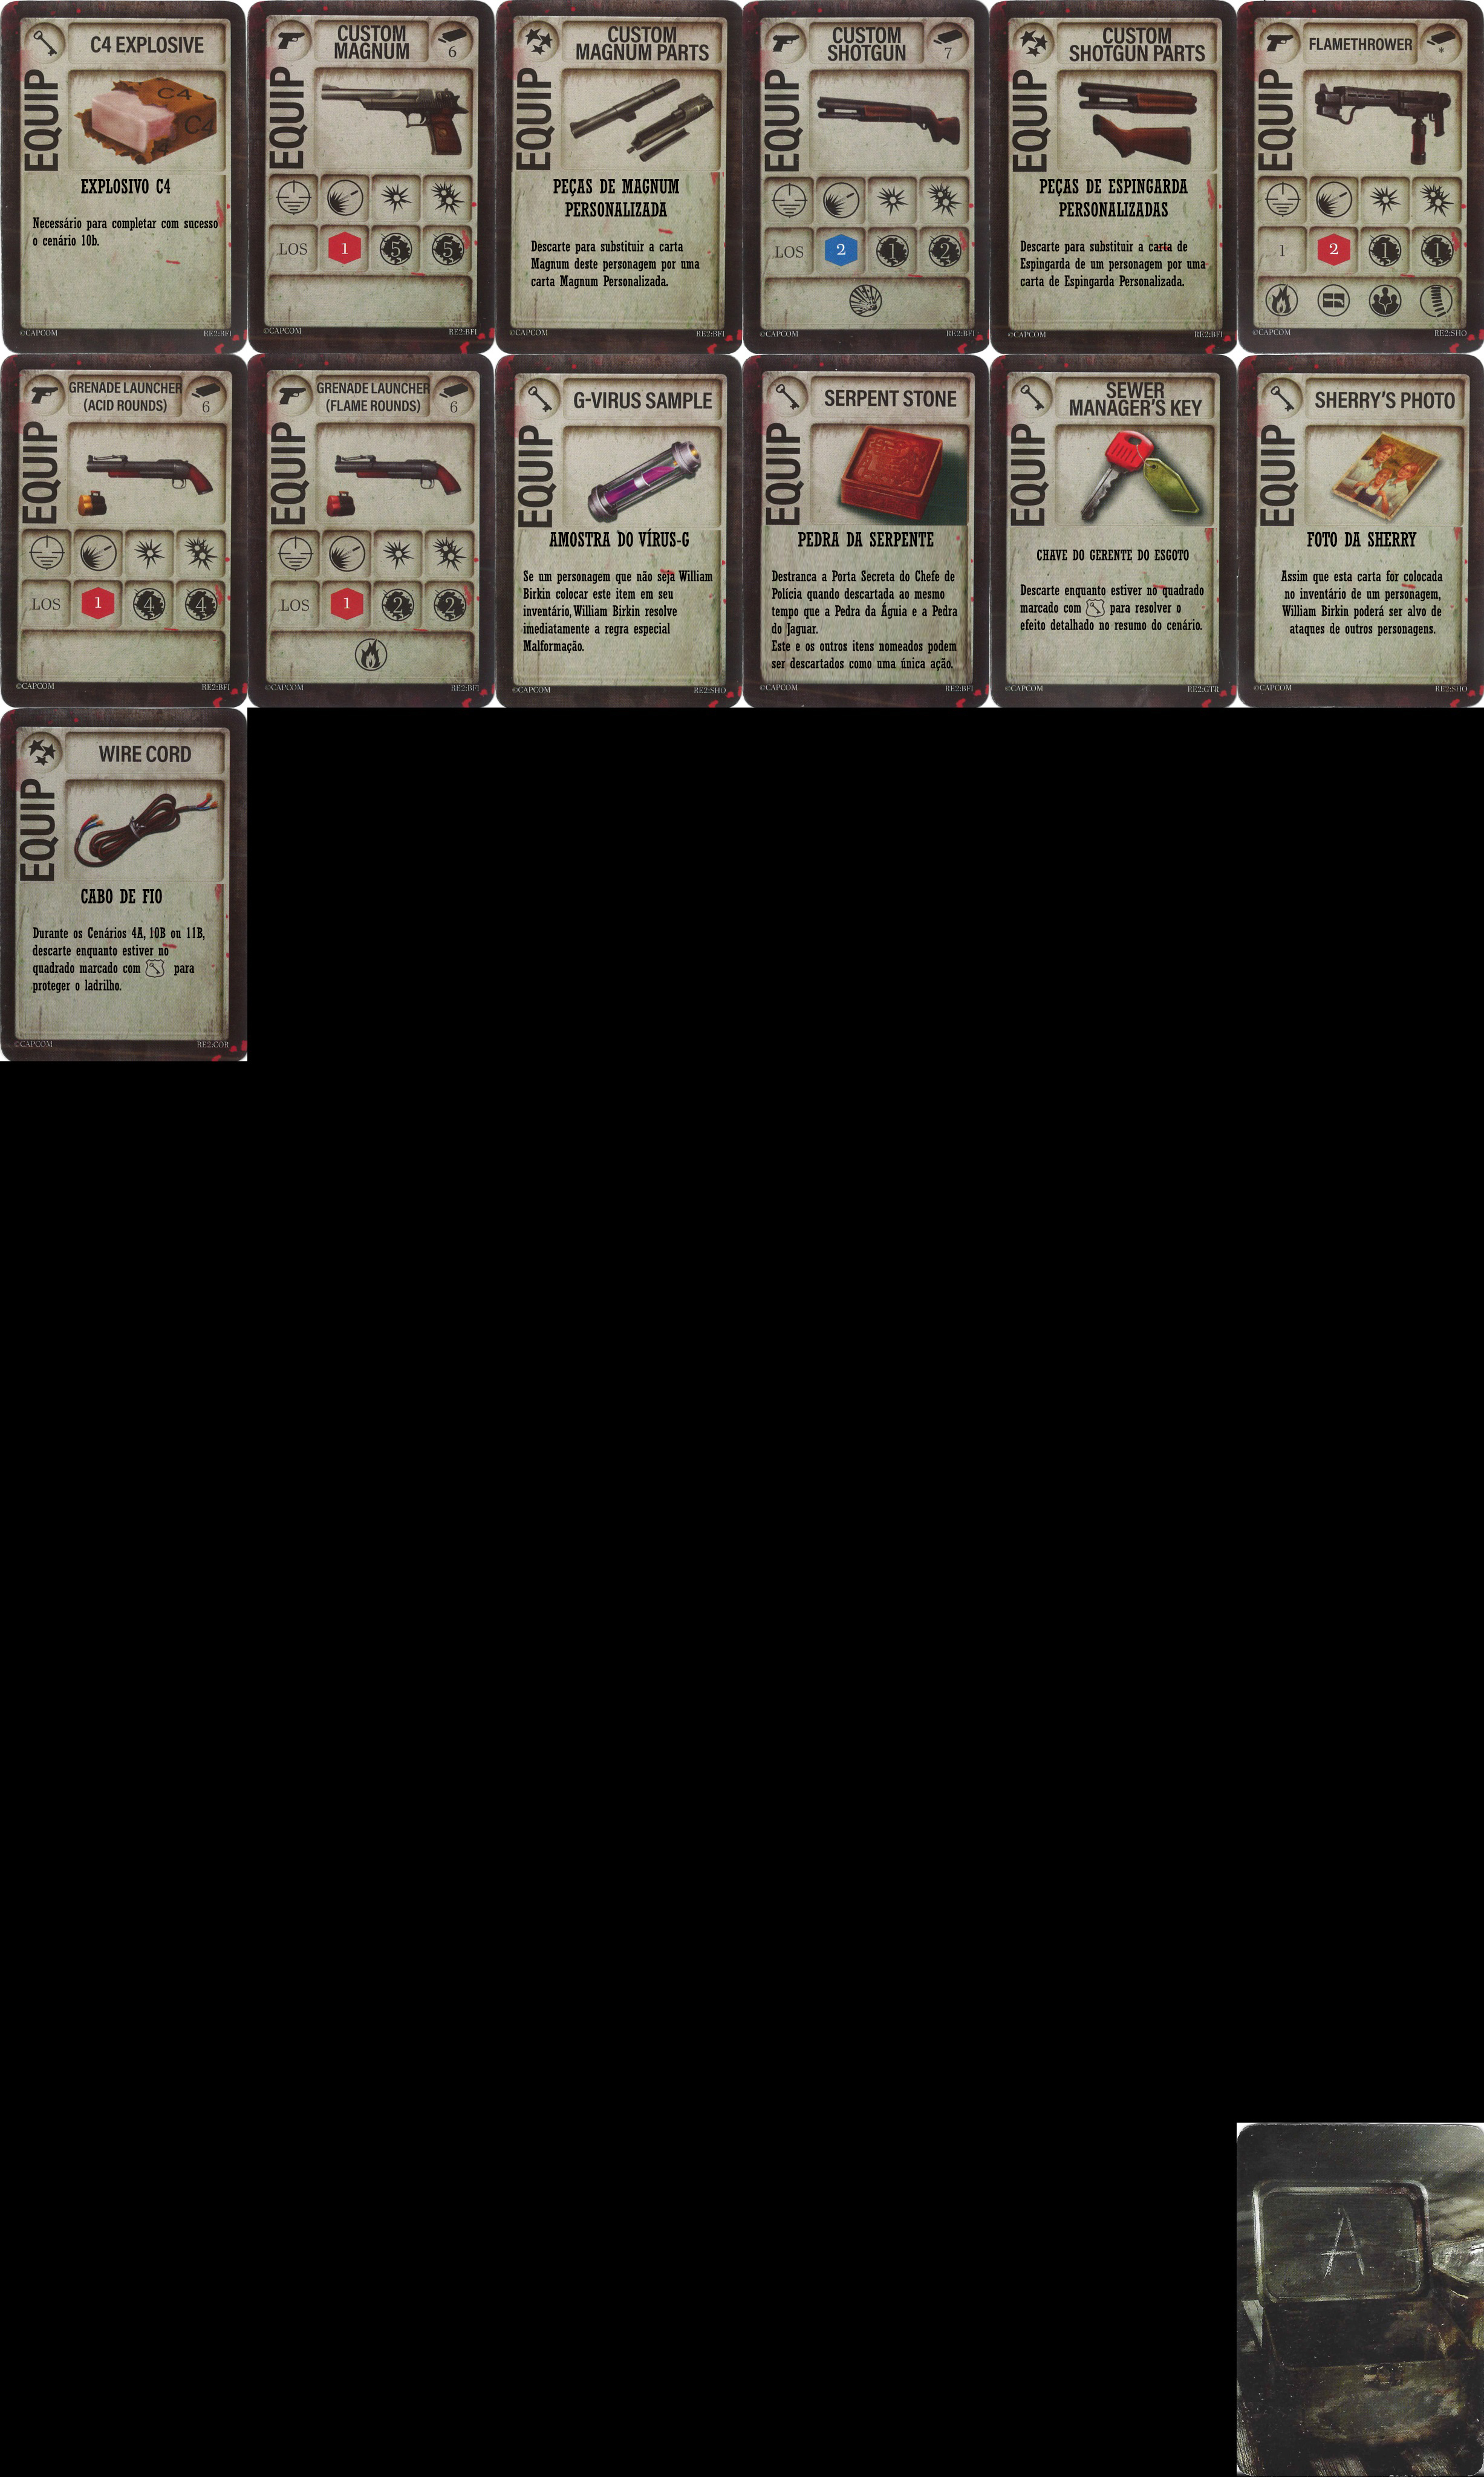 C4 EXPLOSIVE
EQUIP
C4
C4
EXPLOSIVO C4
Necessário para completar com sucesso
o cenário 10b.
©CAPCOM
RE2:BFI
CUSTOM
MAGNUM
6
EQUIP
LOS
1
5
5
©CAPCOM
RE2:BFI
CUSTOM
MAGNUM PARTS
EQUIP
PEÇAS DE MAGNUM
PERSONALIZADA
Descarte para substituir a carta
Magnum deste personagem por uma
carta Magnum Personalizada.
©CAPCOM
RE2:BFI
CUSTOM
SHOTGUN
7
EQUIP
LOS
2
1
2
©CAPCOM
RE2:BFI
CUSTOM
SHOTGUN PARTS
EQUIP
PEÇAS DE ESPINGARDA
PERSONALIZADAS
Descarte para substituir a carta de
Espingarda de um personagem por uma
carta de Espingarda Personalizada.
©CAPCOM
RE2:BFI
FLAMETHROWER
*
EQUIP
1
2
1
1
©CAPCOM
RE2:SHO
GRENADE LAUNCHER
(ACID ROUNDS)
6
EQUIP
LOS
1
4
4
©CAPCOM
RE2:BFI
GRENADE LAUNCHER
(FLAME ROUNDS)
6
EQUIP
LOS
1
2
2
©CAPCOM
RE2:BFI
G-VIRUS SAMPLE
EQUIP
AMOSTRA DO VÍRUS-G
Se um personagem que não seja William
Birkin colocar este item em seu
inventário, William Birkin resolve
imediatamente a regra especial
Malformação.
©CAPCOM
RE2:SHO
SERPENT STONE
EQUIP
PEDRA DA SERPENTE
Destranca a Porta Secreta do Chefe de
Polícia quando descartada ao mesmo
tempo que a Pedra da Águia e a Pedra
do Jaguar.
Este e os outros itens nomeados podem
ser descartados como uma única ação.
©CAPCOM
RE2:BFI
SEWER
MANAGER'S KEY
EQUIP
CHAVE DO GERENTE DO ESGOTO
Descarte enquanto estiver no quadrado
marcado com para resolver o
efeito detalhado no resumo do cenário.
©CAPCOM
RE2:GTR
SHERRY'S PHOTO
EQUIP
FOTO DA SHERRY
Assim que esta carta for colocada
no inventário de um personagem,
William Birkin poderá ser alvo de
ataques de outros personagens.
©CAPCOM
RE2:SHO
WIRE CORD
EQUIP
CABO DE FIO
Durante os Cenários 4A, 10B ou 11B,
descarte enquanto estiver no
quadrado marcado com para
proteger o ladrilho.
©CAPCOM
RE2:COR
A